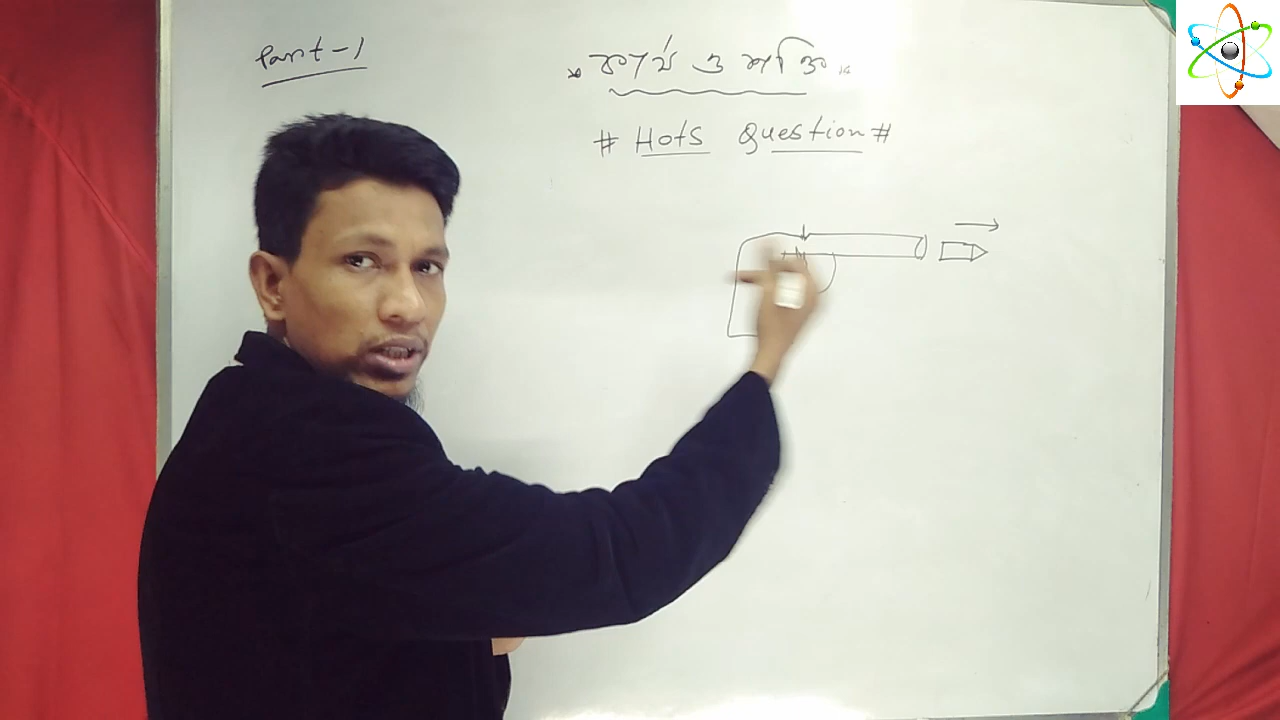 Part-1
* কার্য ও শক্তি *
# Hots Question #